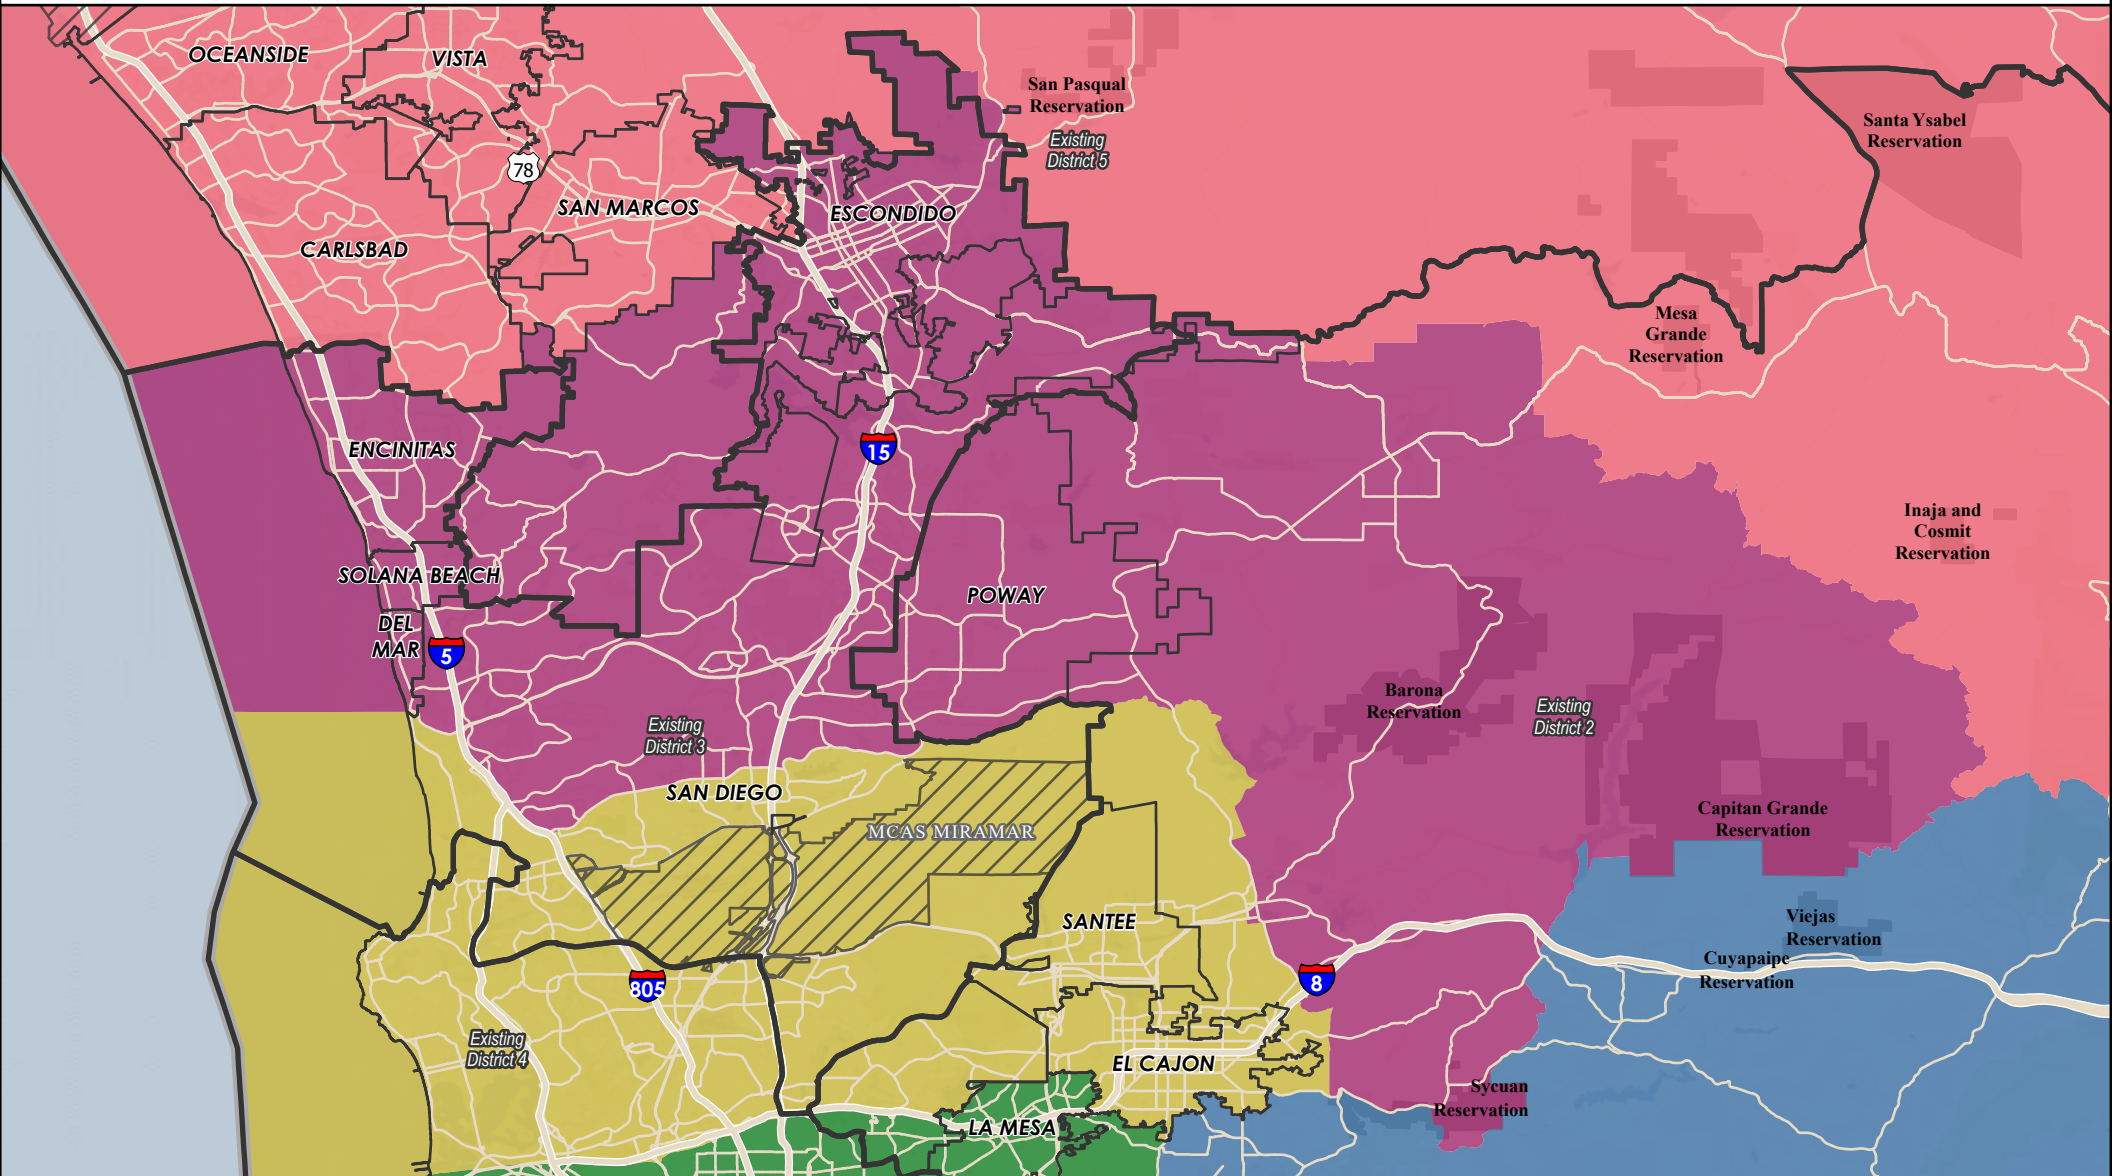 OCEANSIDE
VISTA
San Pasqual
Reservation
Existing
District 5
Santa Ysabel
Reservation
78
SAN MARCOS
ESCONDIDO
CARLSBAD
Mesa
Grande
Reservation
ENCINITAS
15
Inaja and
Cosmit
Reservation
SOLANA BEACH
POWAY
DEL
MAR
5
Barona
Reservation
Existing
District 2
Existing
District 3
SAN DIEGO
MCAS MIRAMAR
Capitan Grande
Reservation
SANTEE
Viejas
Reservation
Cuyapaipe
Reservation
805
8
Existing
District 4
EL CAJON
Sycuan
Reservation
LA MESA